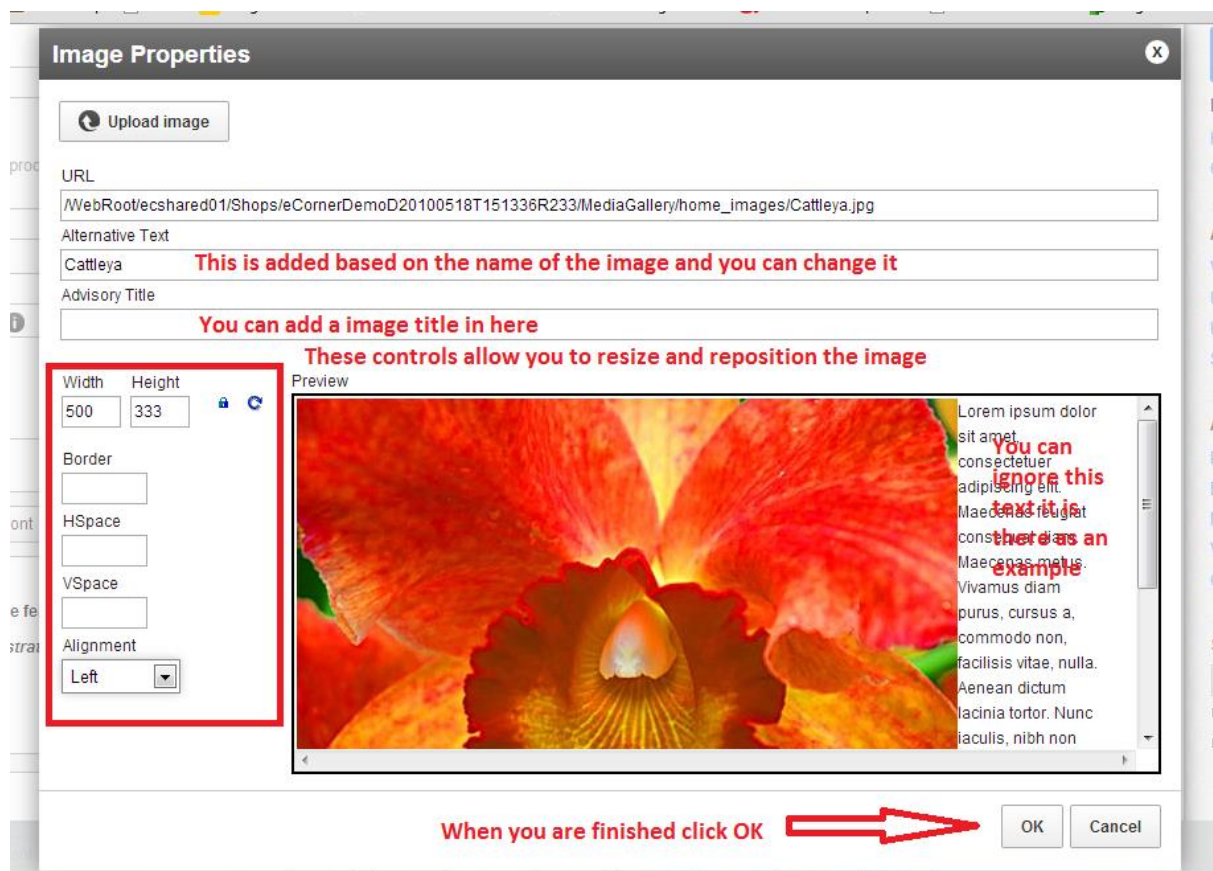 Image Properties
X
Upload image
proc
URL
/WebRoot/ecshared01/Shops/eCornerDemoD20100518T151336R233/MediaGallery/home_images/Cattleya.jpg
Alternative Text
Cattleya
This is added based on the name of the image and you can change it
Advisory Title
You can add a image title in here
These controls allow you to resize and reposition the image
Width Height
500 333
Border
HSpace
VSpace
Alignment
Left
ont
e fe
strat
Preview
Lorem ipsum dolor
sit amet,
consectetuer
adipiscing elit.
Maecenas feugiat
consequat diam.
Maecenas metus.
Vivamus diam
purus, cursus a,
commodo non,
facilisis vitae, nulla.
Aenean dictum
lacinia tortor. Nunc
iaculis, nibh non
You can
ignore this
text it is
there as an
example
When you are finished click OK
OK Cancel